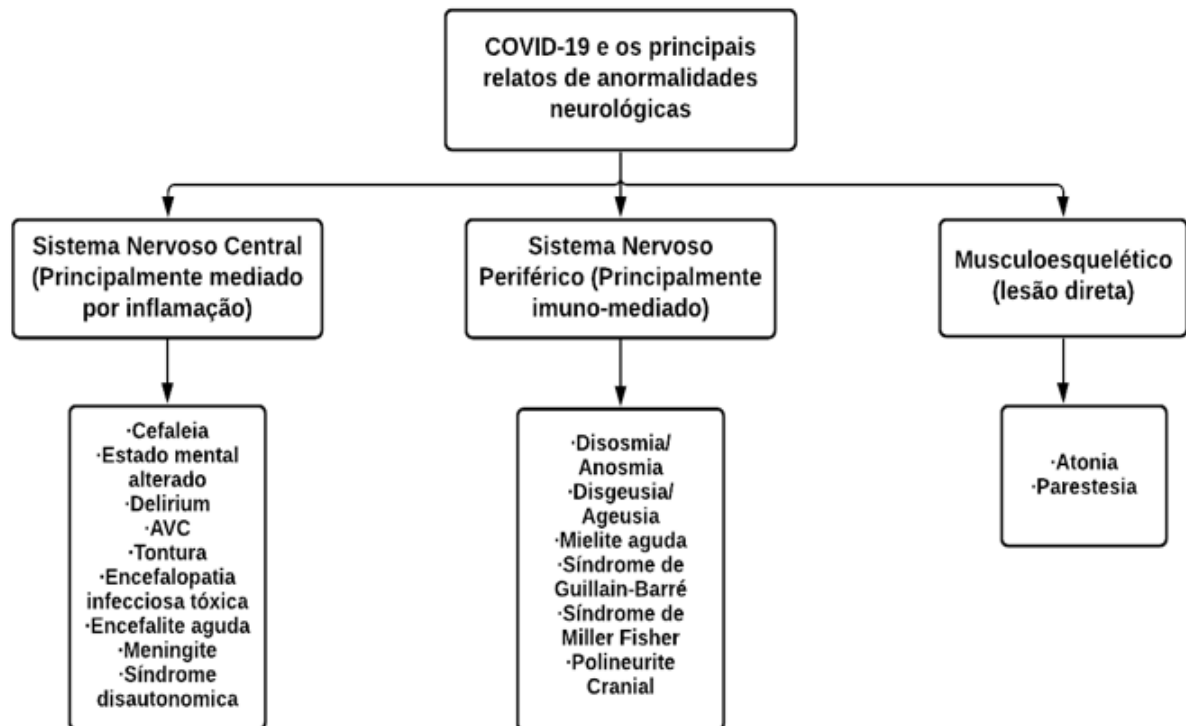 COVID-19 e os principais
relatos de anormalidades
neurológicas
Sistema Nervoso Central
(Principalmente mediado
por inflamação)
·Cefaleia
·Estado mental
alterado
·Delirium
·AVC
·Tontura
·Encefalopatia
infecciosa tóxica
·Encefalite aguda
·Meningite
·Síndrome
disautonomica
Sistema Nervoso
Periférico (Principalmente
imuno-mediado)
·Disosmia/
Anosmia
·Disgeusia/
Ageusia
·Mielite aguda
·Síndrome de
Guillain-Barré
·Síndrome de
Miller Fisher
·Polineurite
Cranial
Musculoesquelético
(lesão direta)
·Atonia
·Parestesia